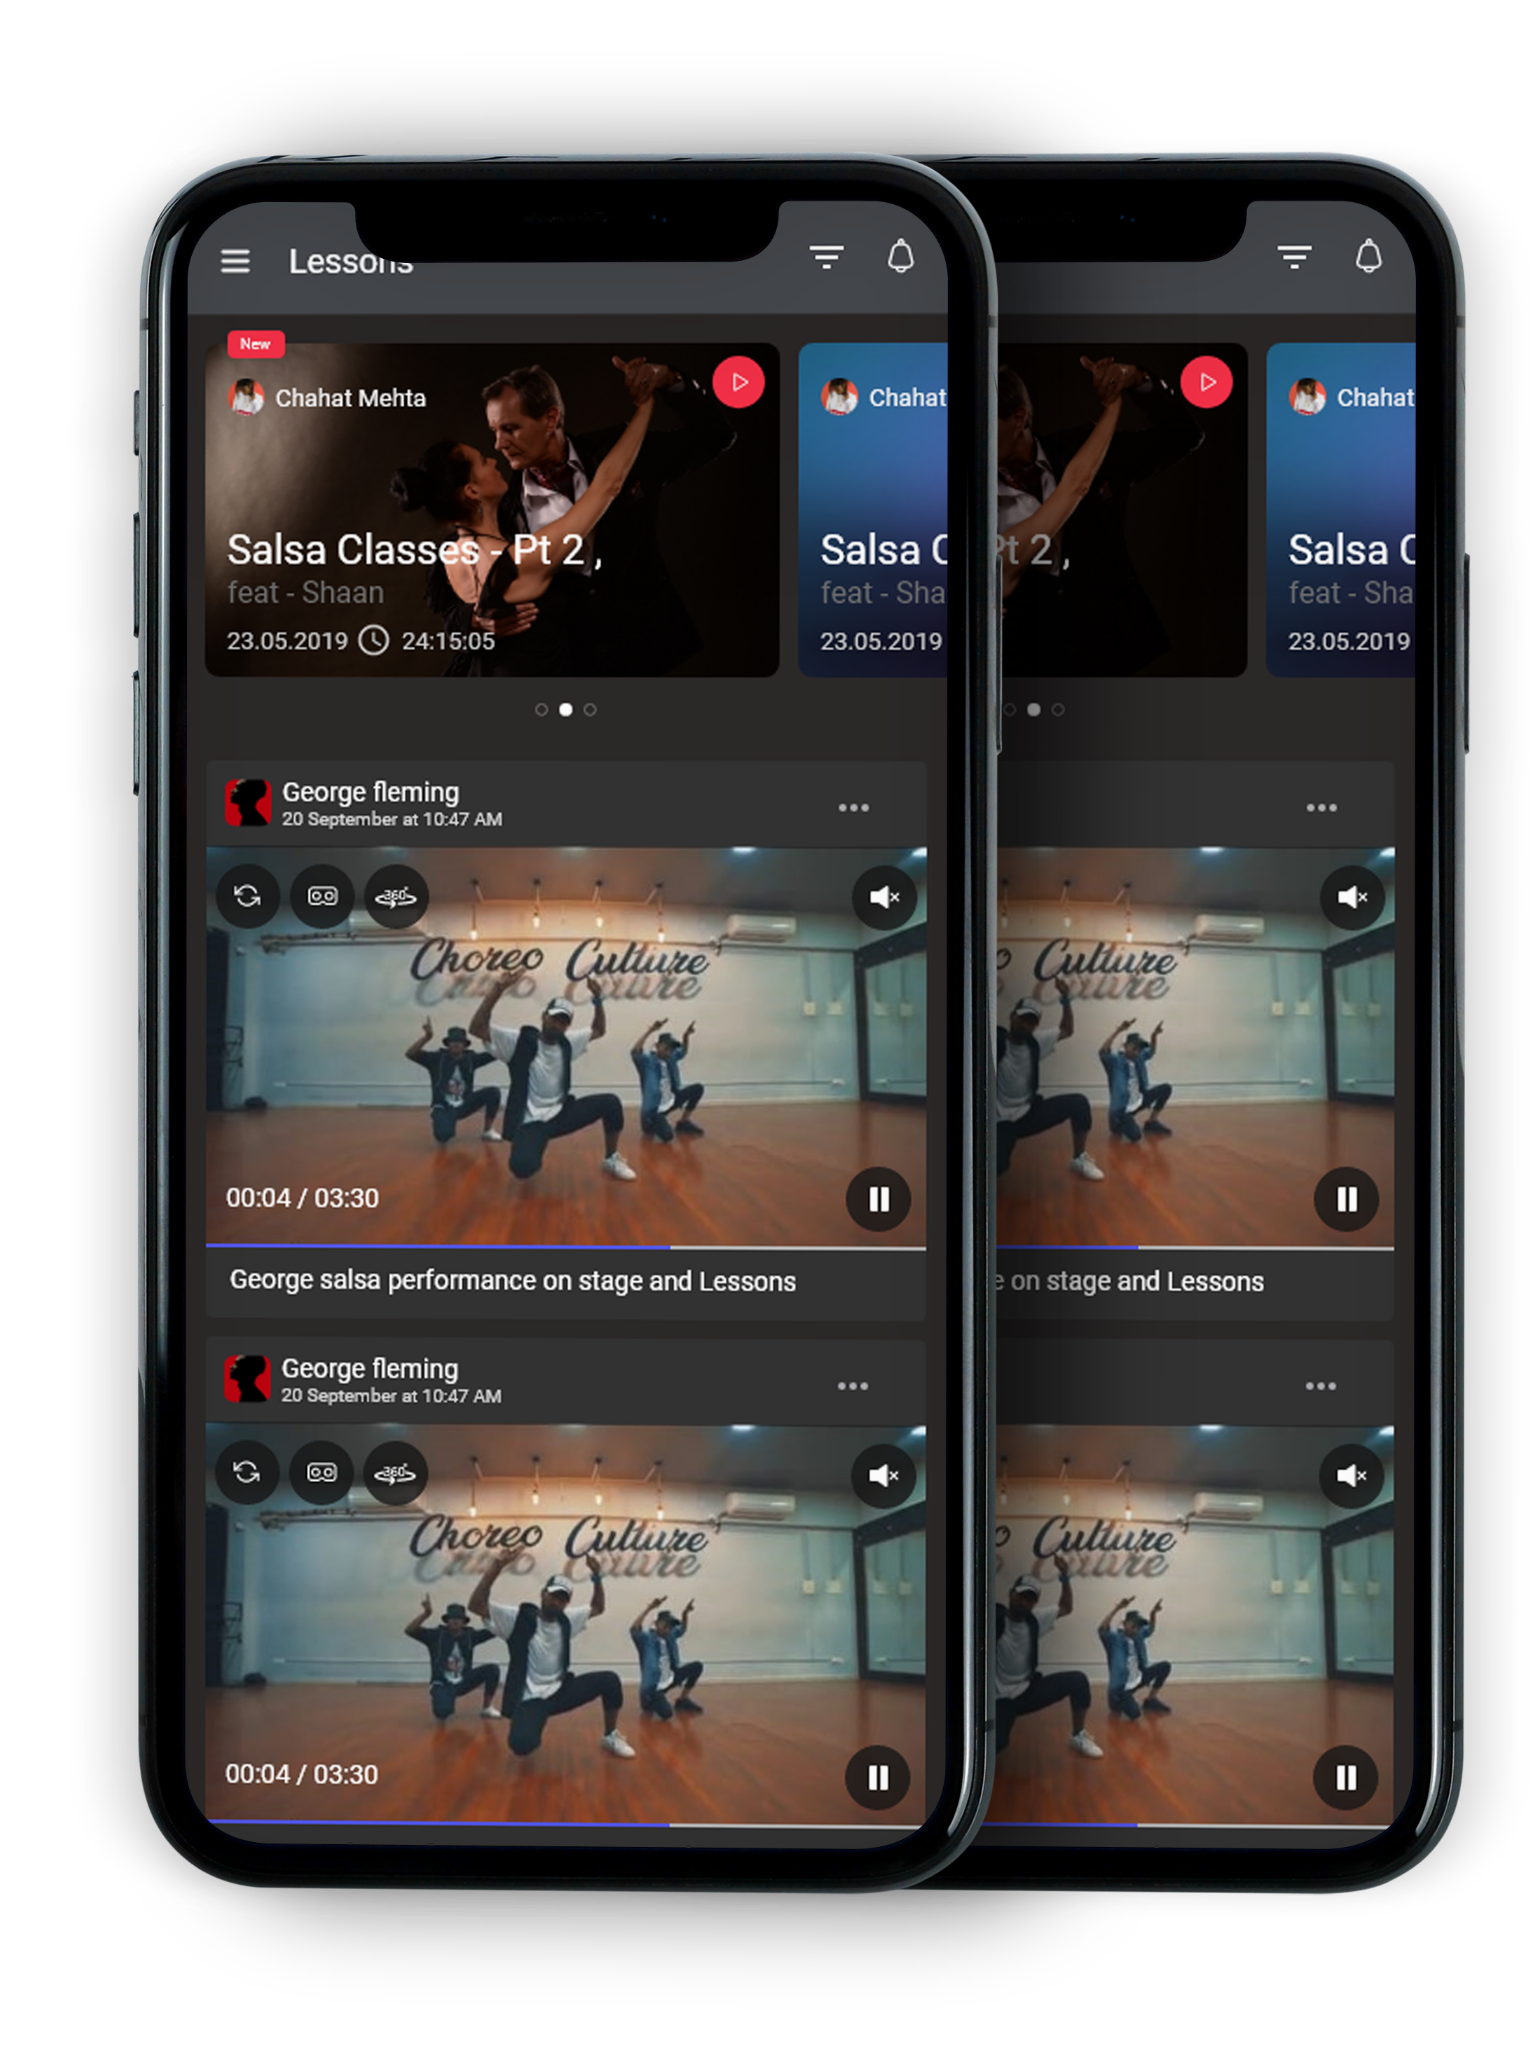 Lessons
New
Chahat Mehta
Salsa Classes - Pt 2 ,
feat - Shaan
23.05.2019 24:15:05
Chahat
Salsa C
feat - Sha
23.05.2019
George fleming
20 September at 10:47 AM
360°
Choreo Culture
00:04 / 03:30
George salsa performance on stage and Lessons
George fleming
20 September at 10:47 AM
360°
Choreo Culture
00:04 / 03:30
Pt 2 ,
Chahat
Salsa C
feat - Sha
23.05.2019
Culture
e on stage and Lessons
Culture